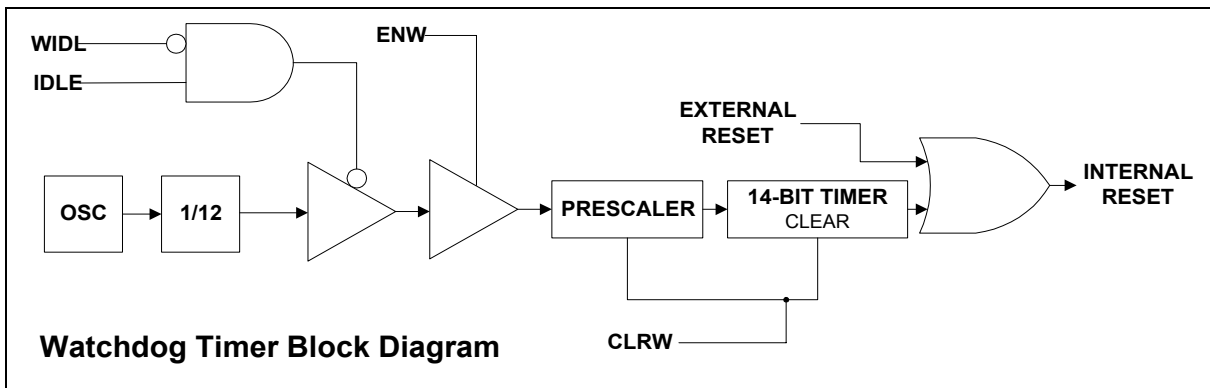 WIDL
IDLE
ENW
EXTERNAL
RESET
OSC
1/12
PRESCALER
14-BIT TIMER
CLEAR
INTERNAL
RESET
CLRW
Watchdog Timer Block Diagram